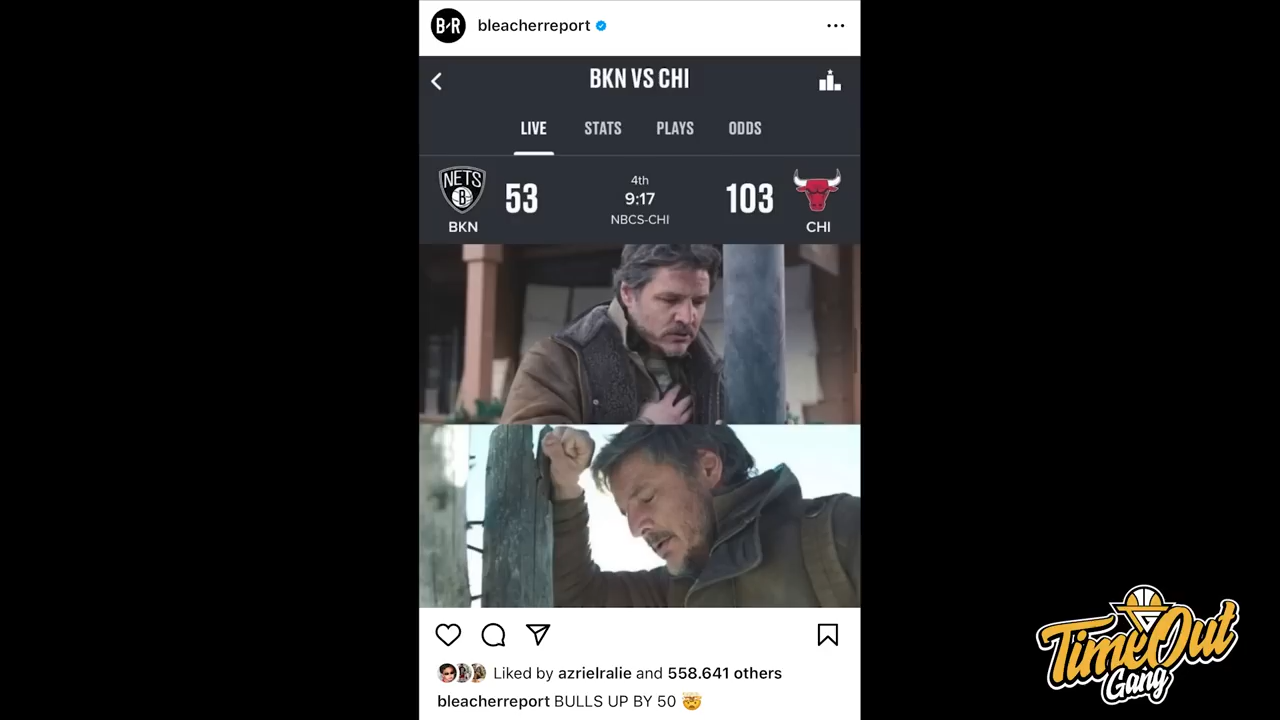 B/R bleacherreport
BKN VS CHI
LIVE STATS PLAYS ODDS
NETS
B
BKN
53
4th
9:17
NBCS-CHI
103
CHI
Liked by azrielralie and 558.641 others
bleacherreport BULLS UP BY 50 🤯
TimeOut
Gang